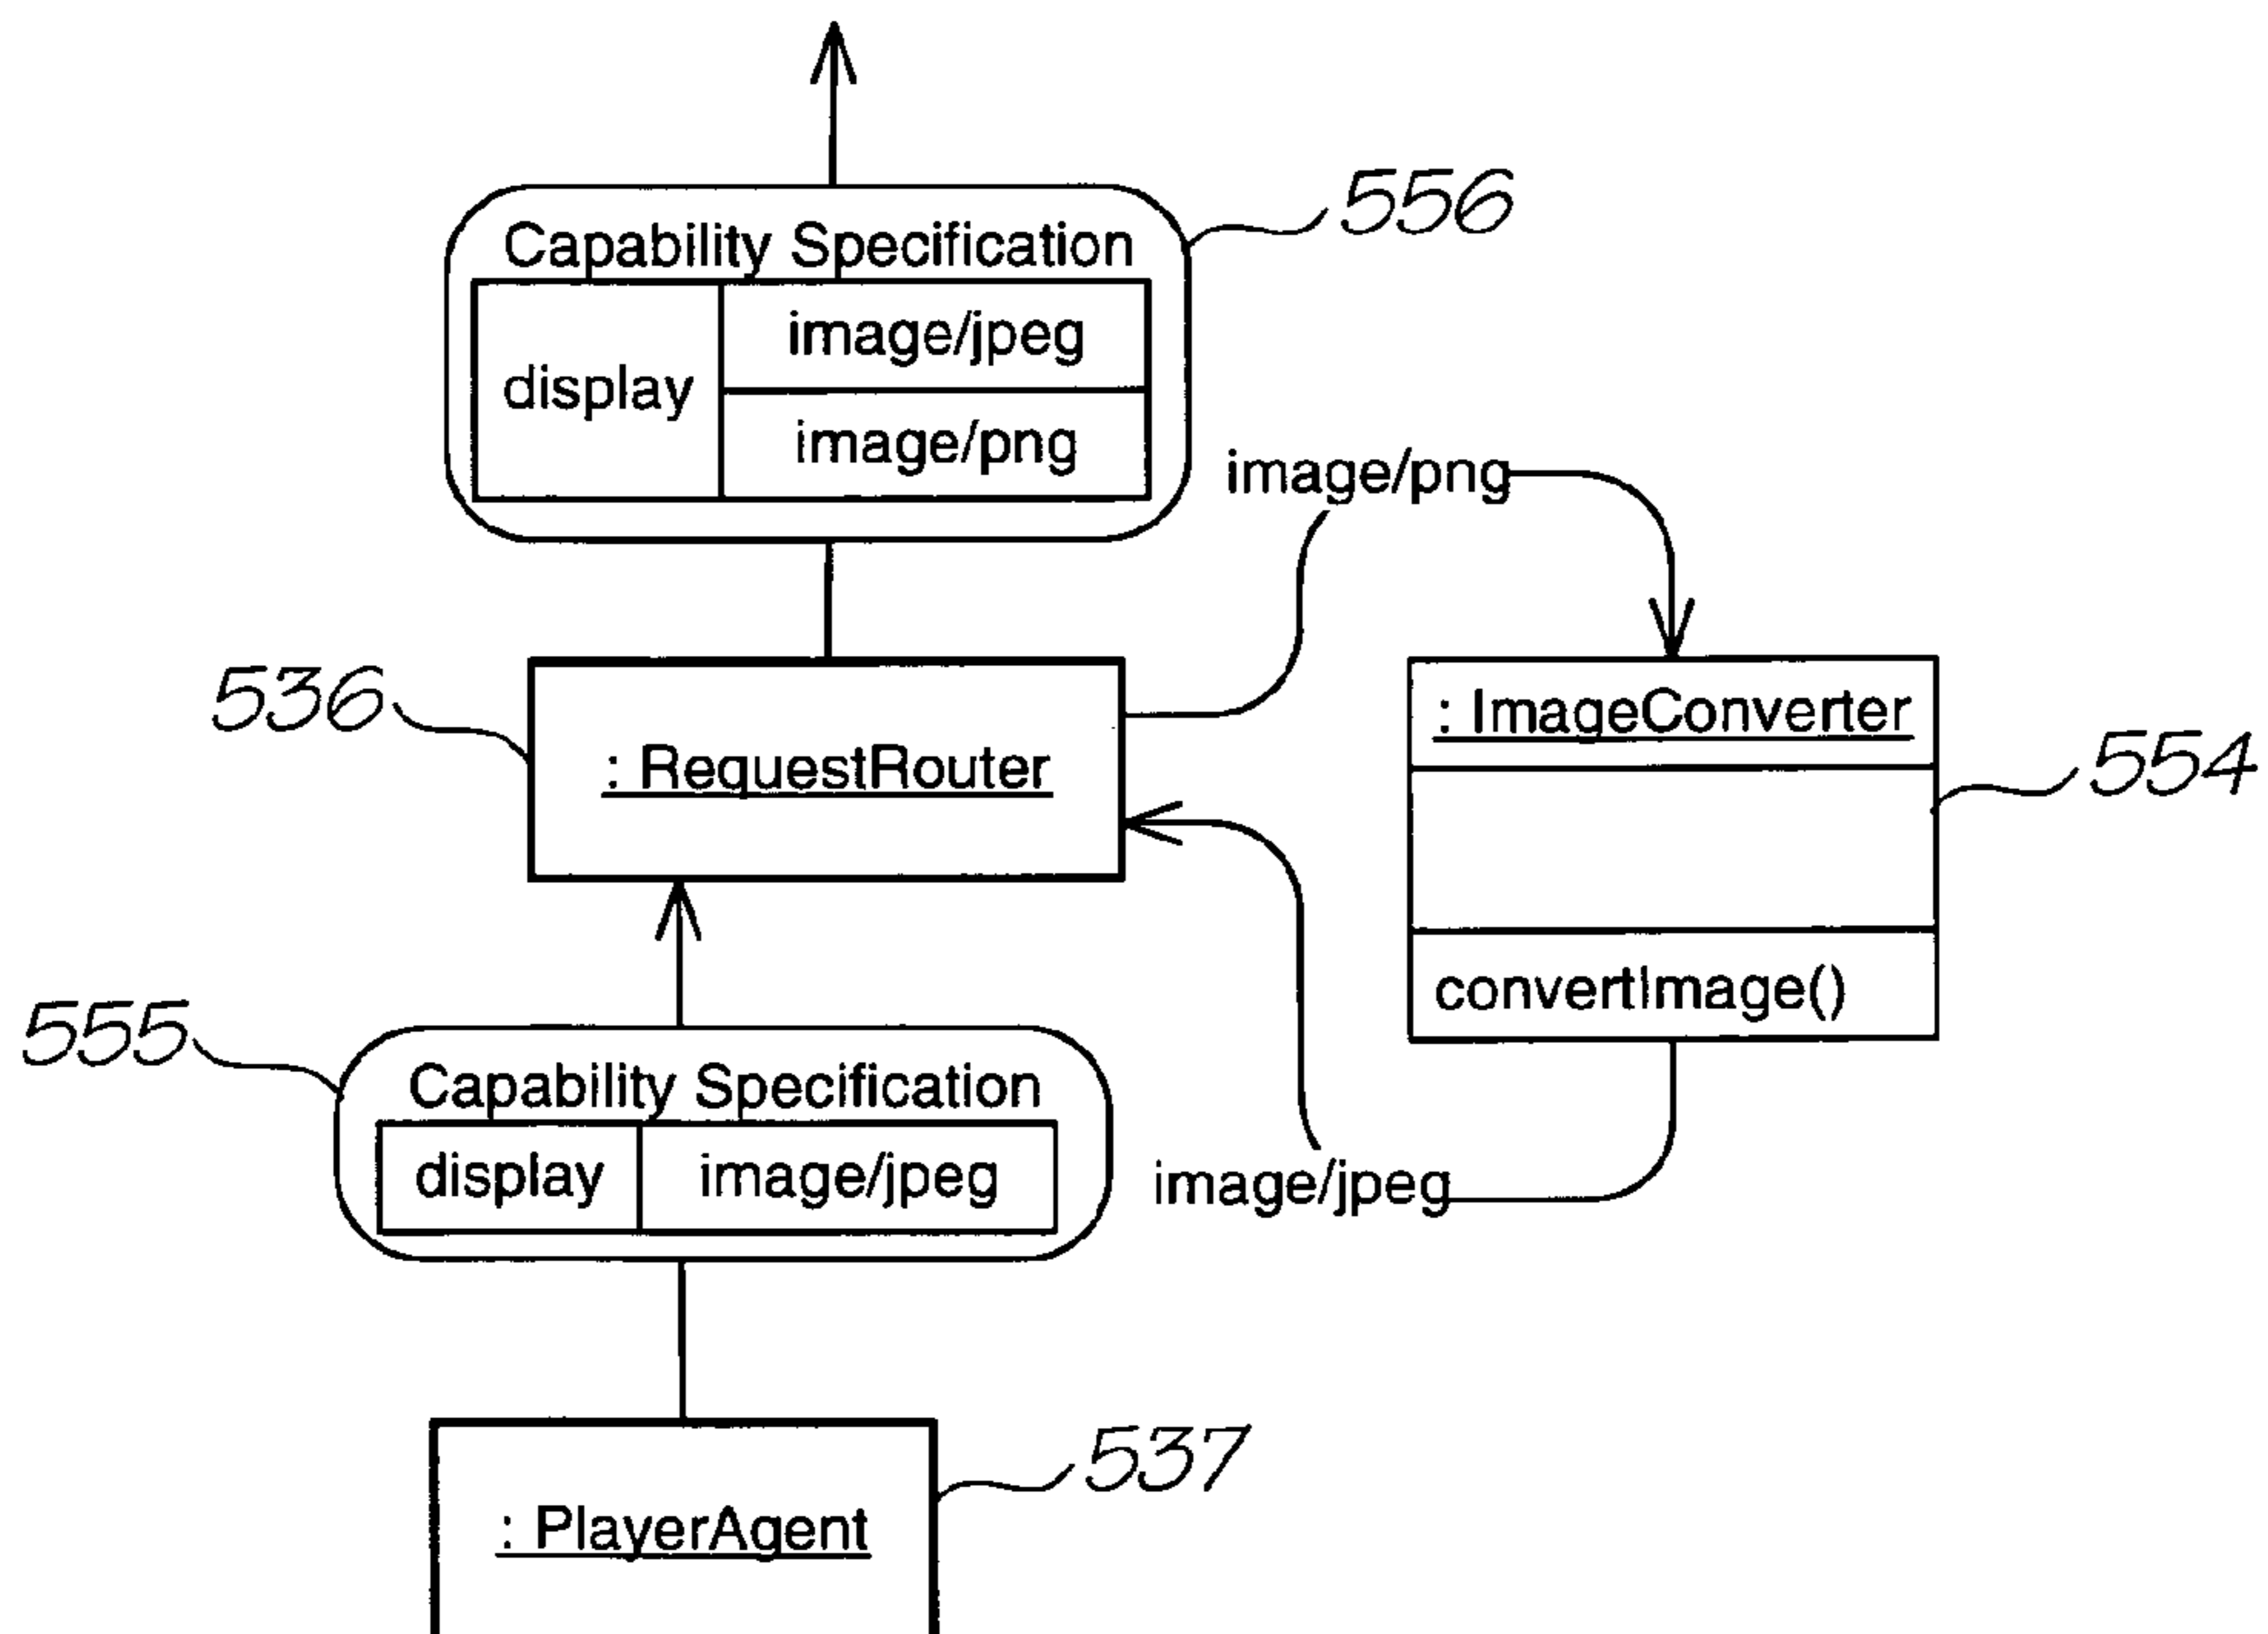 556
Capability Specification
display
image/jpeg
image/png
image/png
536
: RequestRouter
: ImageConverter
554
convertImage()
555
Capability Specification
display
image/jpeg
image/jpeg
537
: PlayerAgent